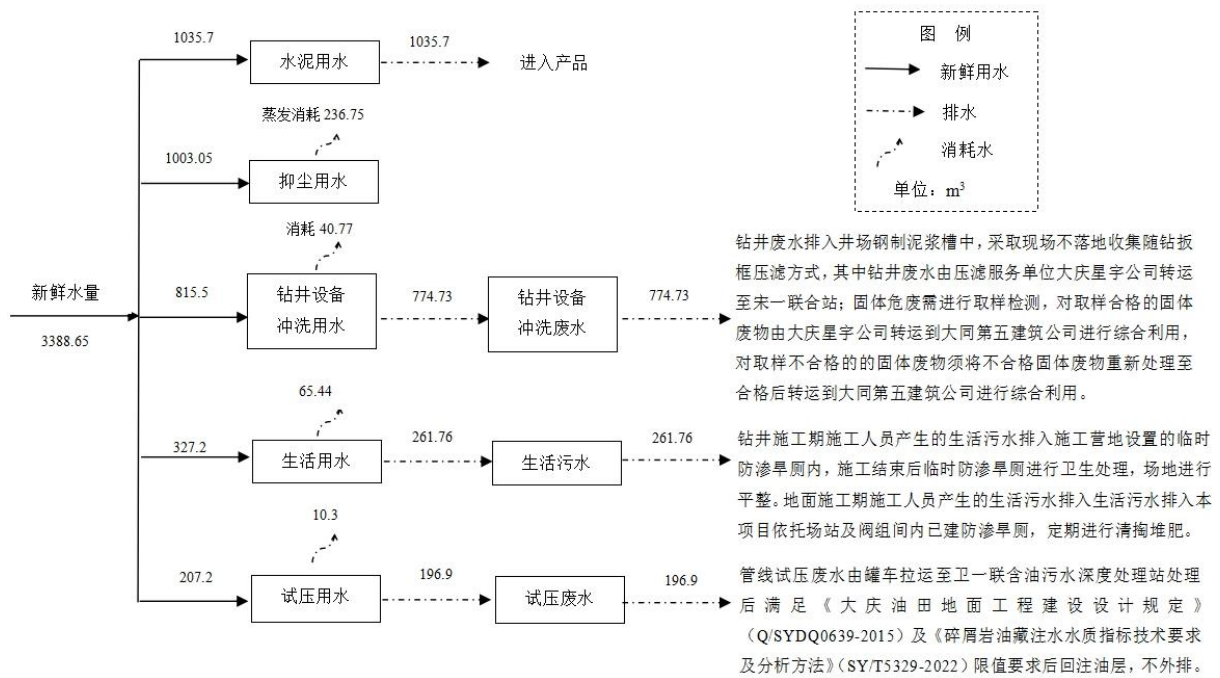 1035.7
水泥用水
1035.7
进入产品
图 例
新鲜用水
排水
消耗水
单位：m³
蒸发消耗 236.75
1003.05
抑尘用水
消耗 40.77
新鲜水量
3388.65
815.5
钻井设备
冲洗用水
774.73
钻井设备
冲洗废水
774.73
钻井废水排入井场钢制泥浆槽中，采取现场不落地收集随钻扳
框压滤方式，其中钻井废水由压滤服务单位大庆星宇公司转运
至宋一联合站；固体危废需进行取样检测，对取样合格的固体
废物由大庆星宇公司转运到大同第五建筑公司进行综合利用，
对取样不合格的的固体废物须将不合格固体废物重新处理至
合格后转运到大同第五建筑公司进行综合利用。
65.44
327.2
生活用水
261.76
生活污水
261.76
钻井施工期施工人员产生的生活污水排入施工营地设置的临时
防渗旱厕内，施工结束后临时防渗旱厕进行卫生处理，场地进行
平整。地面施工期施工人员产生的生活污水排入生活污水排入本
项目依托场站及阀组间内已建防渗旱厕，定期进行清掏堆肥。
10.3
207.2
试压用水
196.9
试压废水
196.9
管线试压废水由罐车拉运至卫一联含油污水深度处理站处理
后满足《大庆油田地面工程建设设计规定》
（Q/SYDQ0639-2015）及《碎屑岩油藏注水水质指标技术要求
及分析方法》（SY/T5329-2022）限值要求后回注油层，不外排。